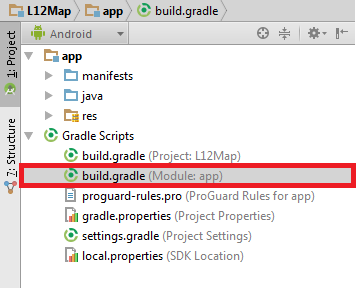 L12Map app build.gradle
1: Project
Android
app
manifests
java
res
Gradle Scripts
build.gradle (Project: L12Map)
build.gradle (Module: app)
proguard-rules.pro (ProGuard Rules for app)
gradle.properties (Project Properties)
settings.gradle (Project Settings)
local.properties (SDK Location)
7: Structure